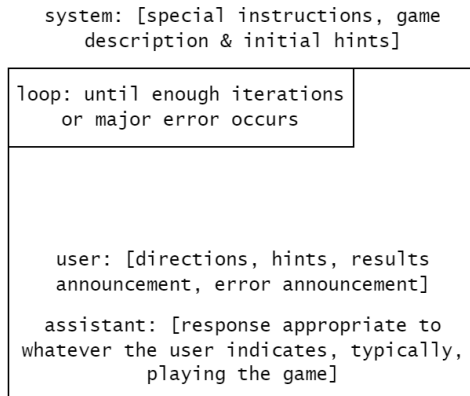 system: [special instructions, game
description & initial hints]
loop: until enough iterations
or major error occurs
user: [directions, hints, results
announcement, error announcement]
assistant: [response appropriate to
whatever the user indicates, typically,
playing the game]